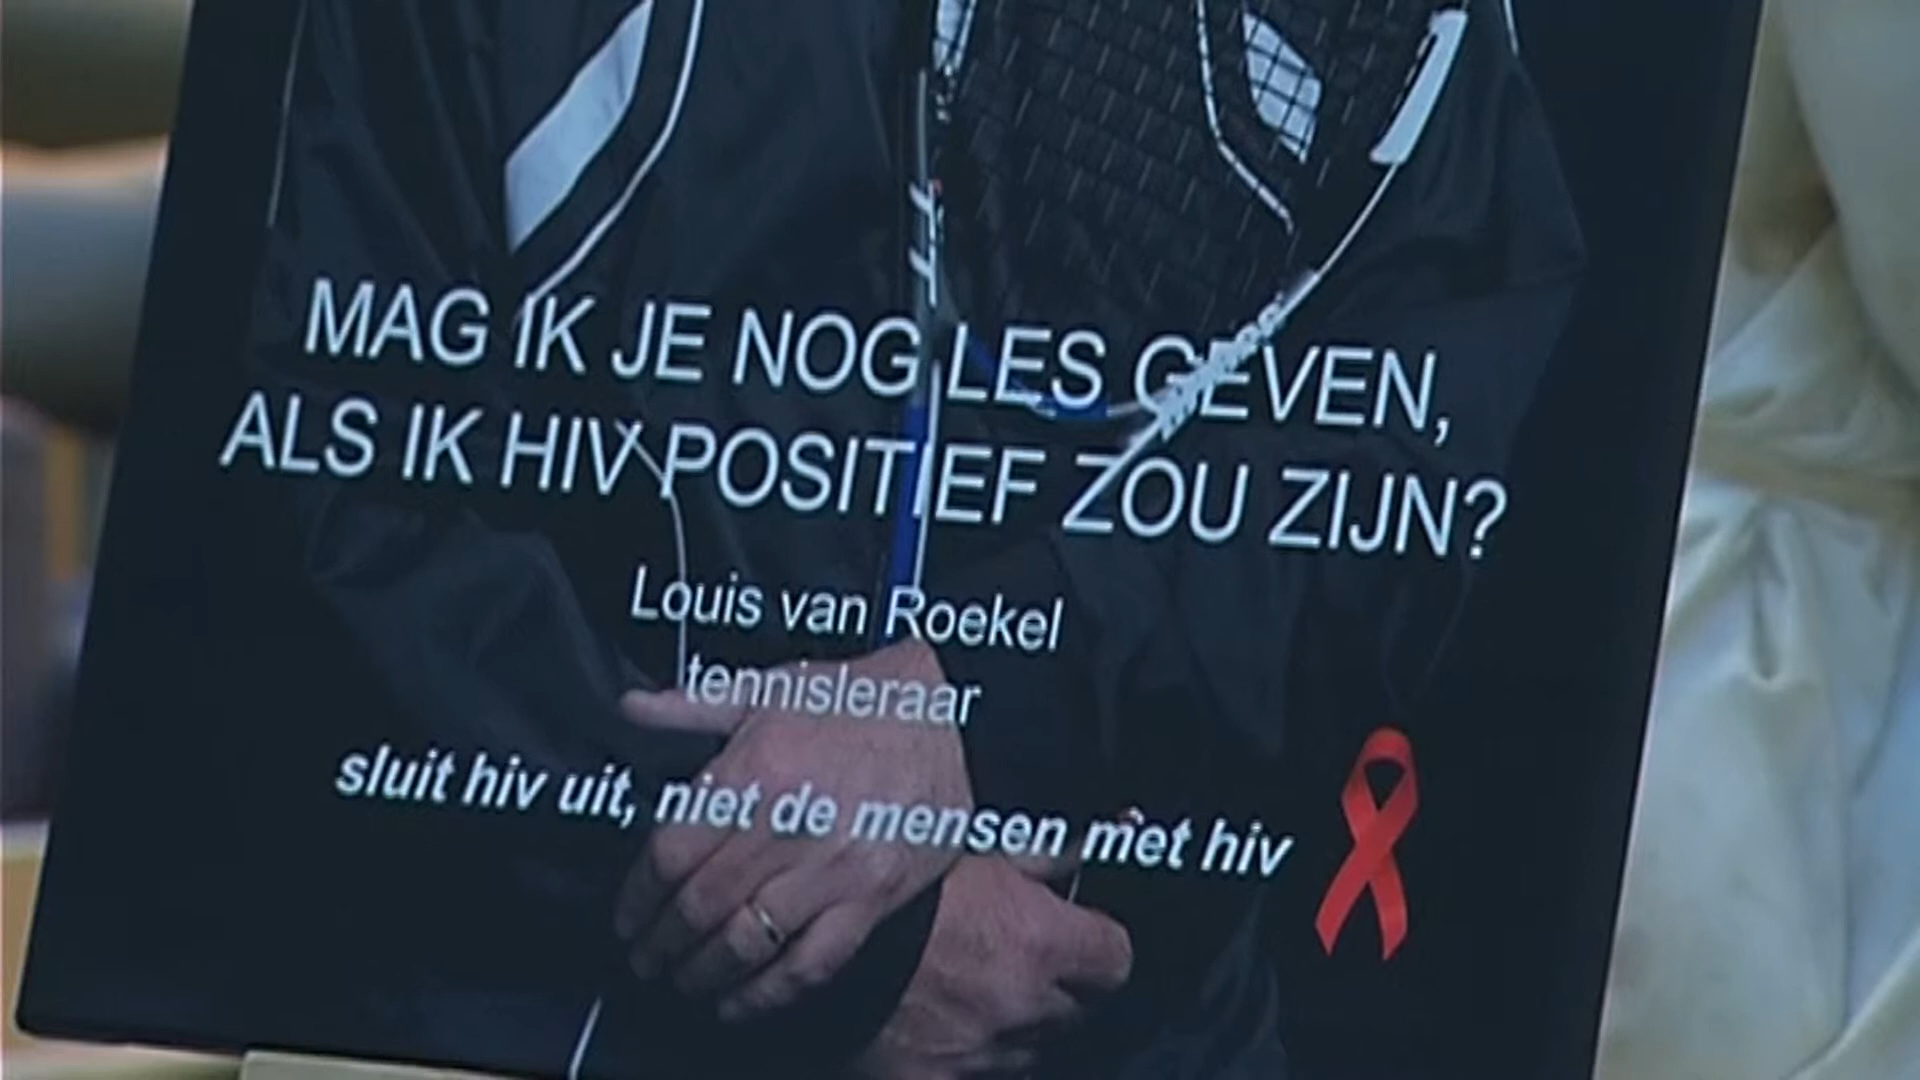 MAG IK JE NOG LES GEVEN,
ALS IK HIV POSITIEF ZOU ZIJN?
Louis van Roekel
tennisleraar
sluit hiv uit, niet de mensen met hiv